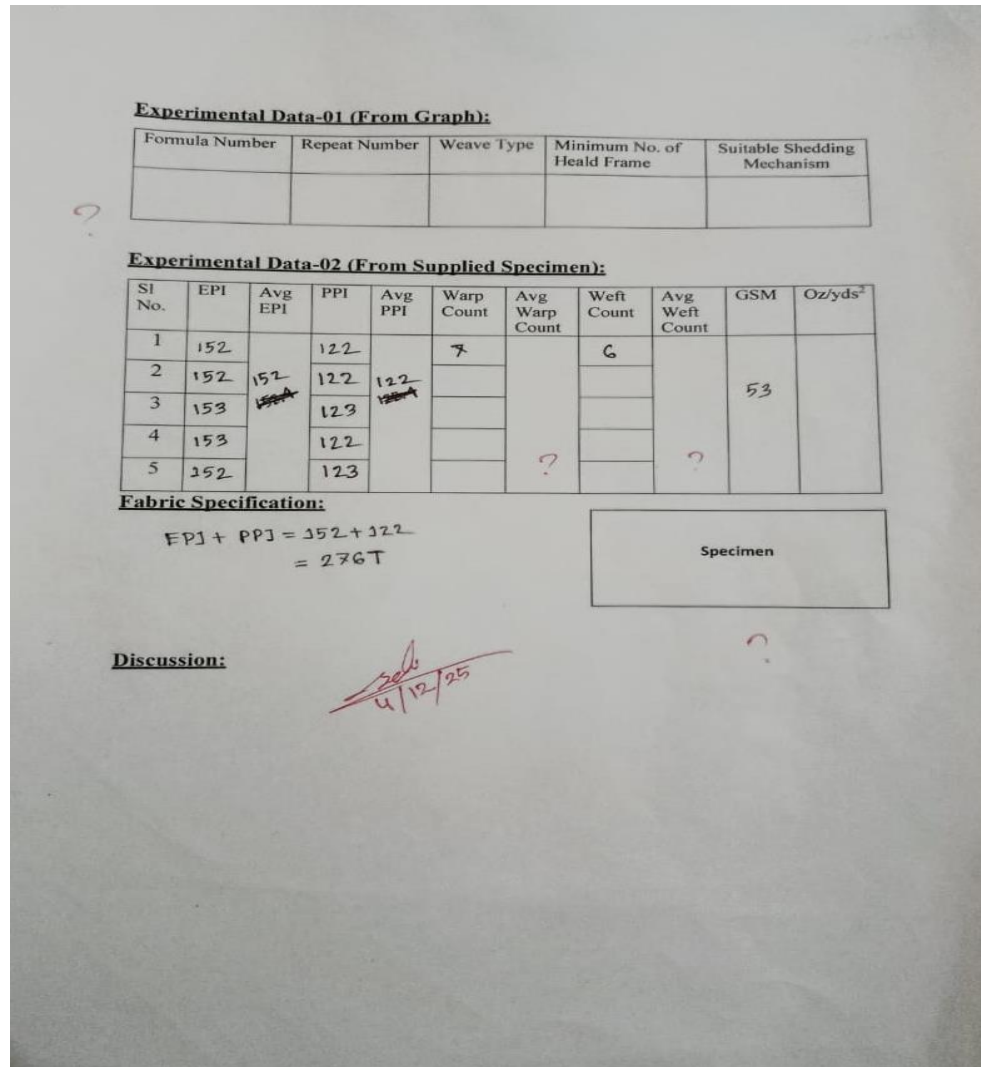 Experimental Data-01 (From Graph):
Formula Number Repeat Number Weave Type Minimum No. of Heald Frame Suitable Shedding Mechanism
?
Experimental Data-02 (From Supplied Specimen):
Sl No. EPI Avg EPI PPI Avg PPI Warp Count Avg Warp Count Weft Count Avg Weft Count GSM Oz/yds²
1 152 122 7 6
2 152 152 122 122 53
3 153 123
4 153 122
5 152 123
? ?
Fabric Specification:
EPI + PPI = 152 + 122
= 276T
Specimen
?
Discussion:
4/12/25